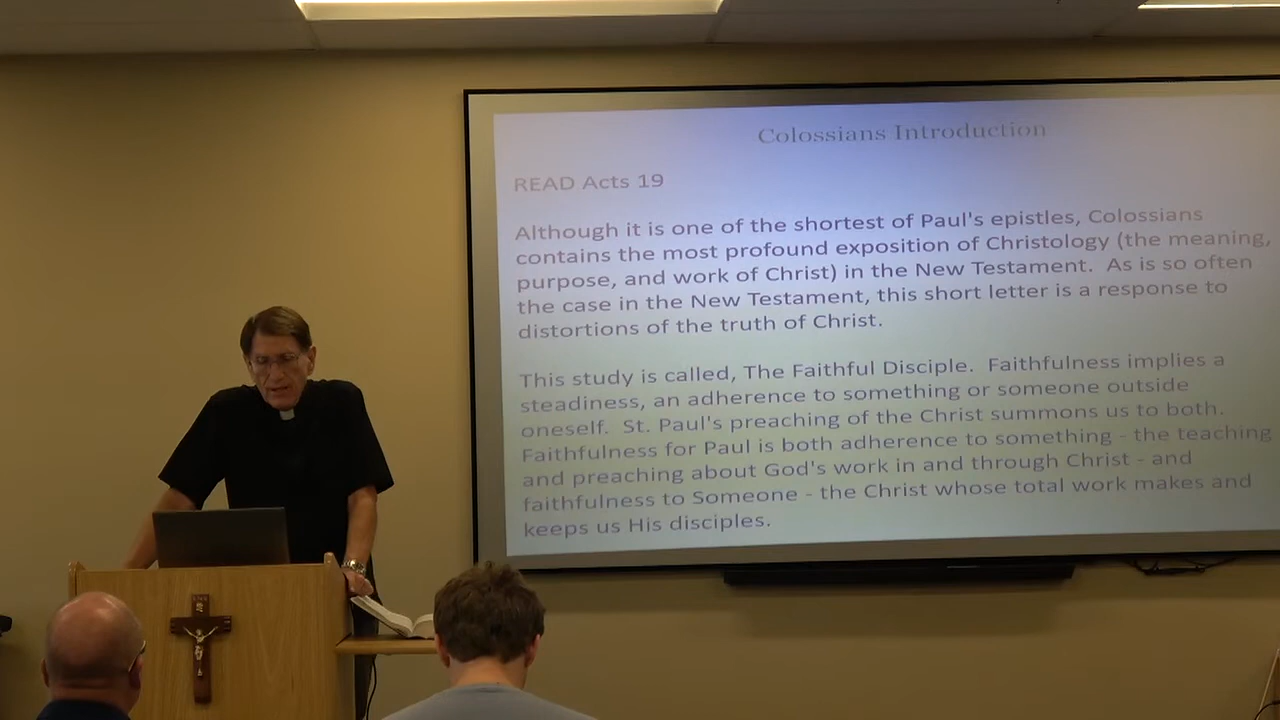 Colossians Introduction
READ Acts 19
Although it is one of the shortest of Paul's epistles, Colossians
contains the most profound exposition of Christology (the meaning,
purpose, and work of Christ) in the New Testament.  As is so often
the case in the New Testament, this short letter is a response to
distortions of the truth of Christ.
This study is called, The Faithful Disciple.  Faithfulness implies a
steadiness, an adherence to something or someone outside
oneself.  St. Paul's preaching of the Christ summons us to both.
Faithfulness for Paul is both adherence to something - the teaching
and preaching about God's work in and through Christ - and
faithfulness to Someone - the Christ whose total work makes and
keeps us His disciples.